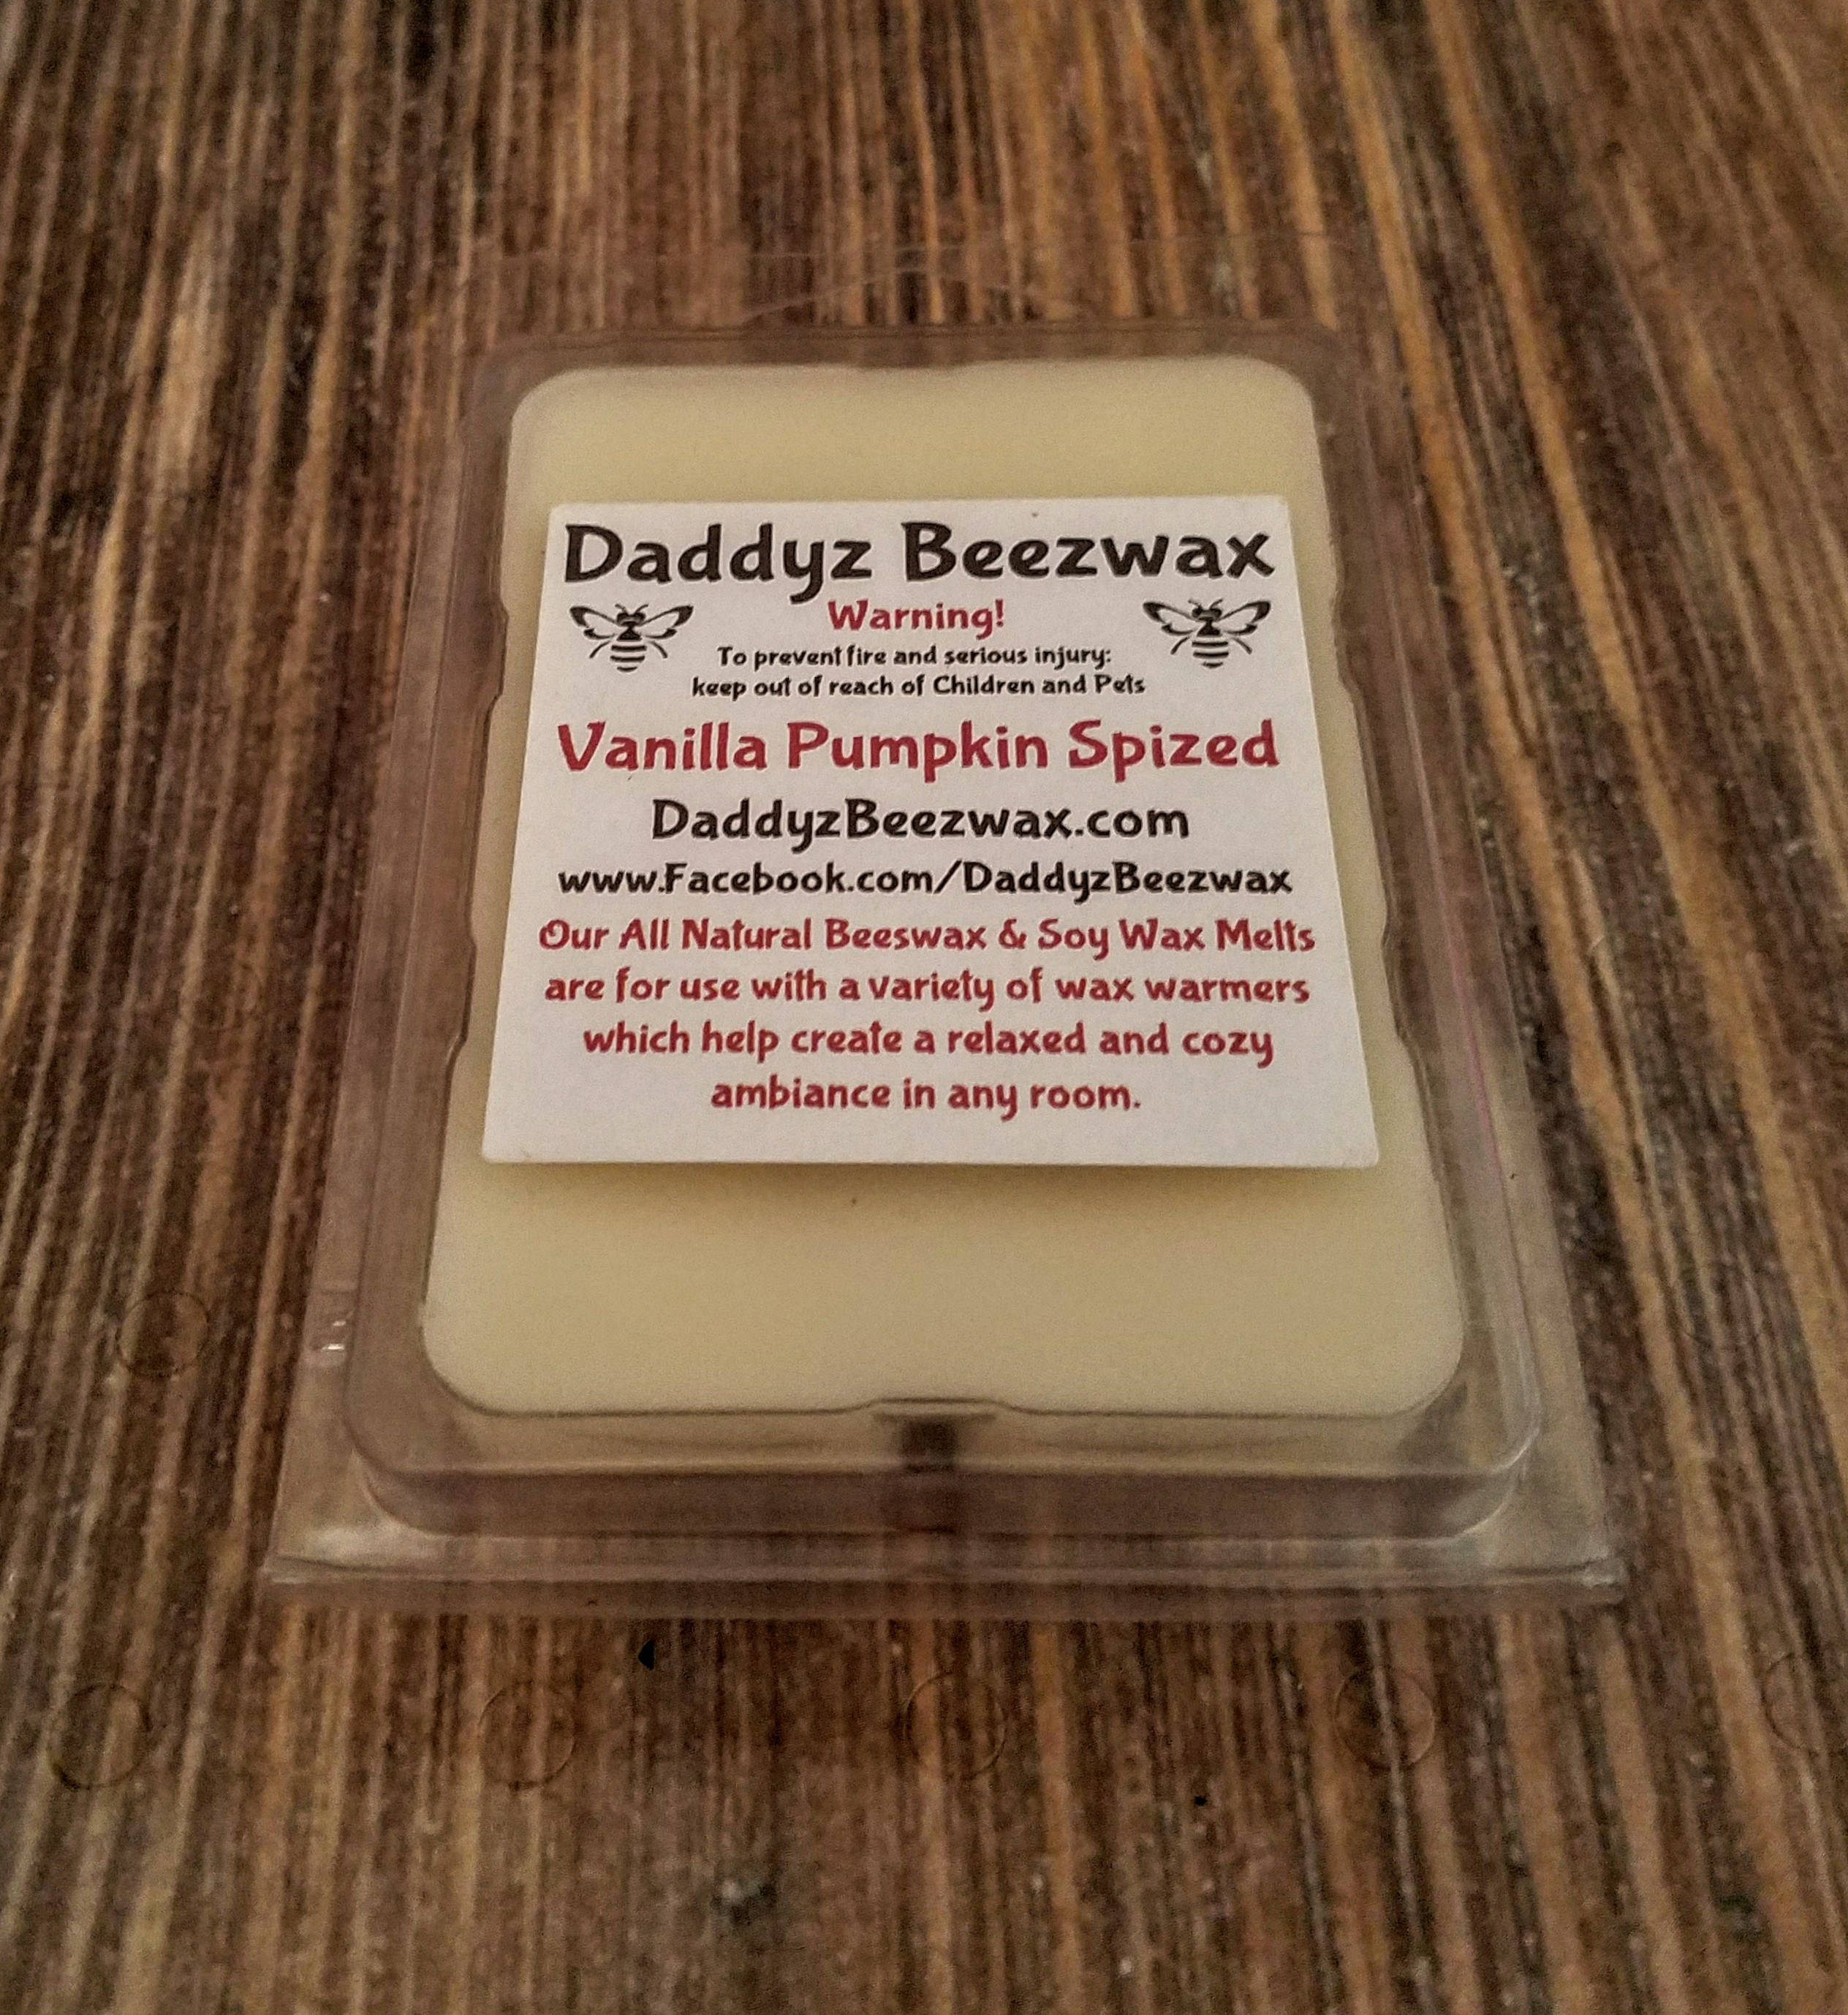 Daddyz Beezwax
Warning!
To prevent fire and serious injury:
keep out of reach of Children and Pets
Vanilla Pumpkin Spized
DaddyzBeezwax.com
www.Facebook.com/DaddyzBeezwax
Our All Natural Beeswax & Soy Wax Melts
are for use with a variety of wax warmers
which help create a relaxed and cozy
ambiance in any room.